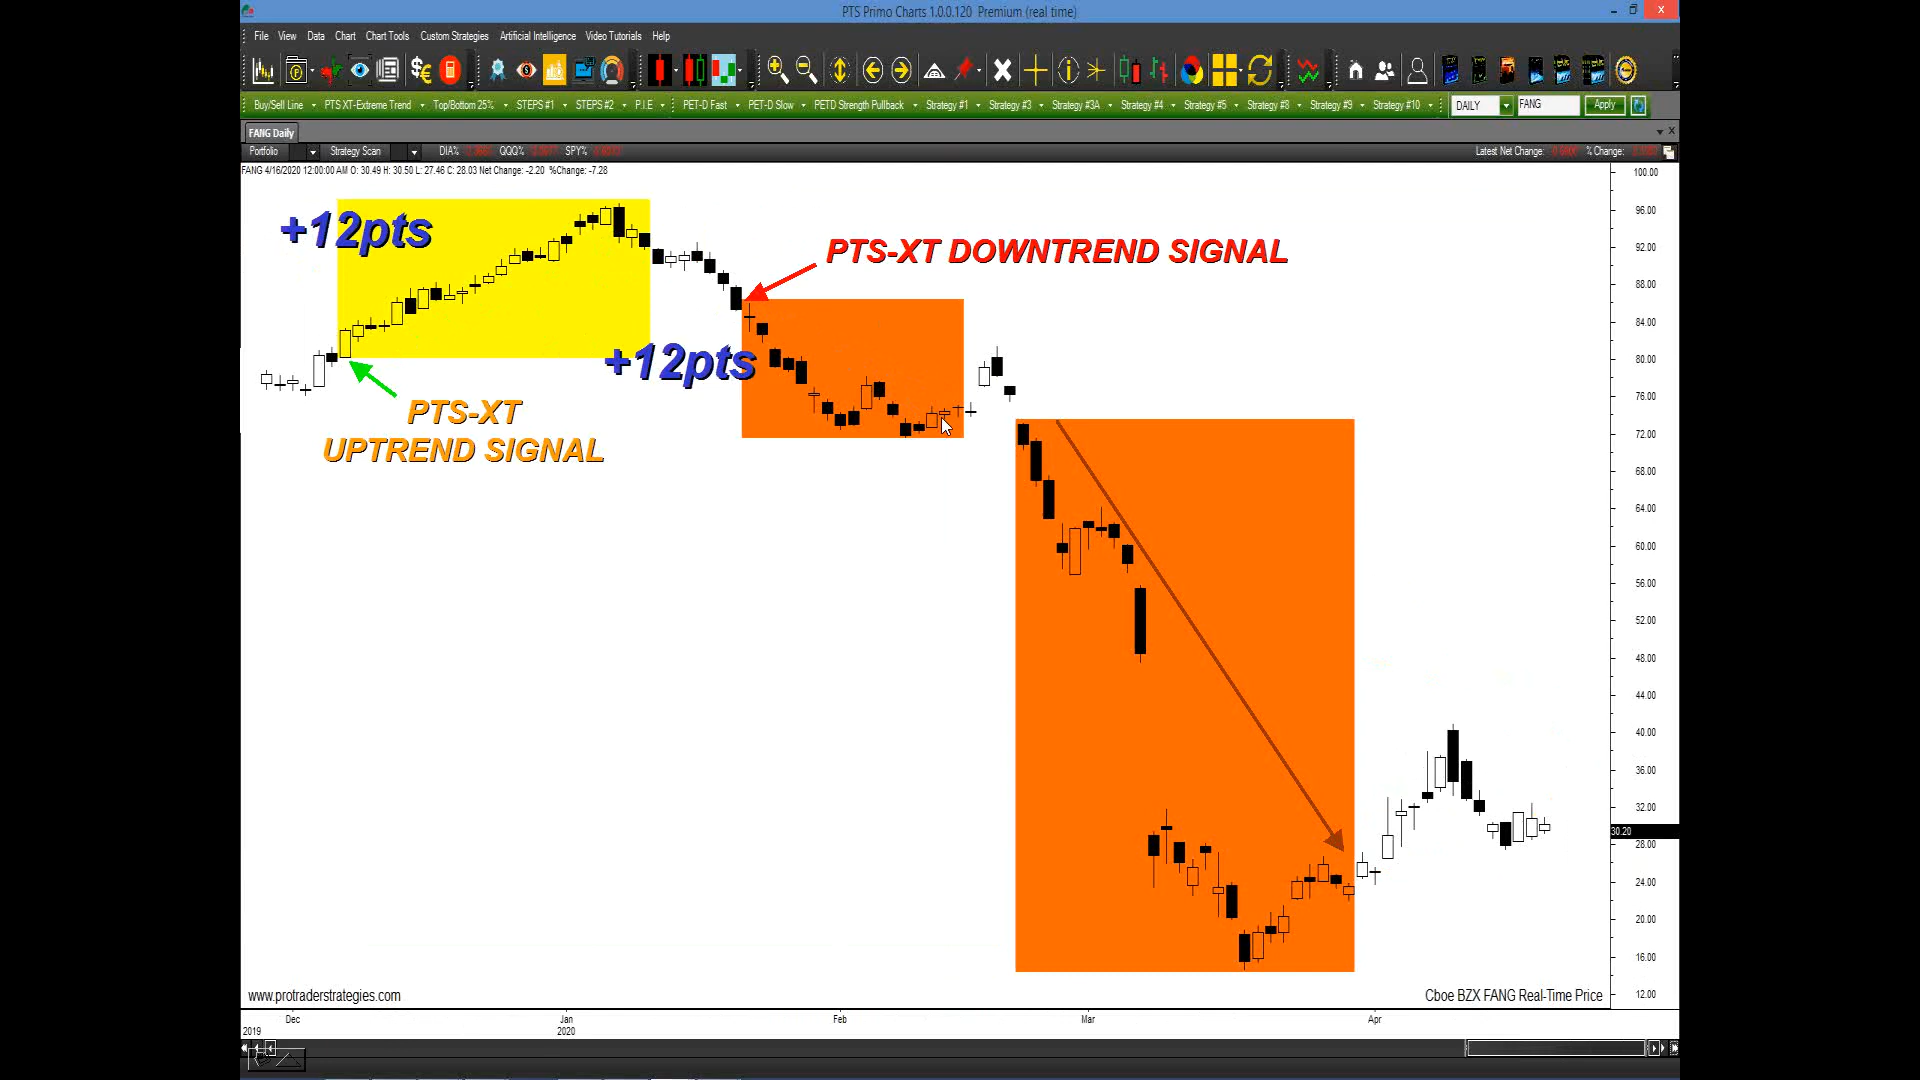 PTS Primo Charts 1.0.0.120 Premium (real time)
File View Data Chart Chart Tools Custom Strategies Artificial Intelligence Video Tutorials Help
Buy/Sell Line PTS XT-Extreme Trend Top/Bottom 25% STEPS #1 STEPS #2 P.I.E PET-D Fast PET-D Slow PETD Strength Pullback Strategy #1 Strategy #3 Strategy #3A Strategy #4 Strategy #5 Strategy #8 Strategy #9 Strategy #10 DAILY FANG Apply
FANG Daily
Portfolio Strategy Scan DIA% QQQ% SPY% Latest Net Change: % Change:
FANG 4/16/2020 12:00:00 AM O: 30.49 H: 30.50 L: 27.46 C: 28.03 Net Change: -2.20 %Change: -7.28
+12pts
PTS-XT DOWNTREND SIGNAL
+12pts
PTS-XT
UPTREND SIGNAL
100.00
96.00
92.00
88.00
84.00
80.00
76.00
72.00
68.00
64.00
60.00
56.00
52.00
48.00
44.00
40.00
36.00
32.00
30.20
28.00
24.00
20.00
16.00
12.00
www.protraderstrategies.com
Cboe BZX FANG Real-Time Price
Dec Jan Feb Mar Apr
2019 2020